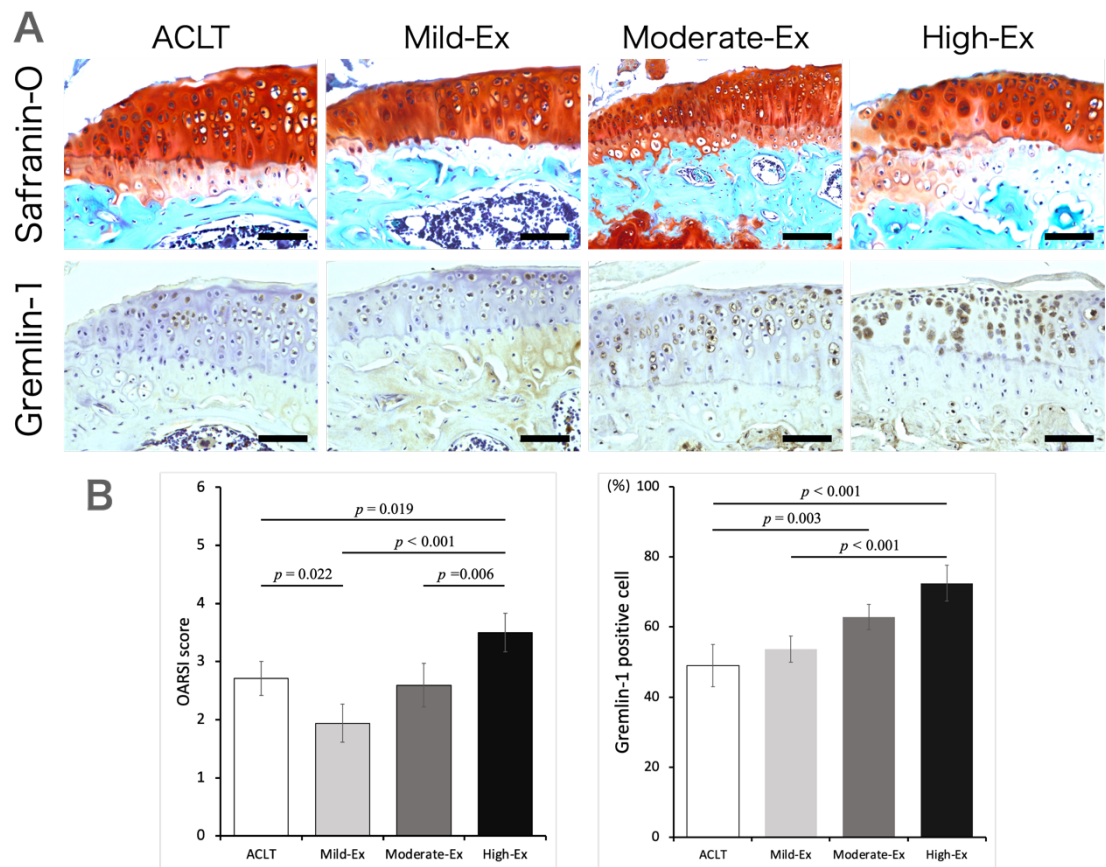 A
ACLT Mild-Ex Moderate-Ex High-Ex
Safranin-O
Gremlin-1
B
6
5
4
3
2
1
0
OARSI score
p = 0.019
p < 0.001
p = 0.022
p =0.006
ACLT Mild-Ex Moderate-Ex High-Ex
(%)
100
80
60
40
20
0
Gremlin-1 positive cell
p < 0.001
p = 0.003
p < 0.001
ACLT Mild-Ex Moderate-Ex High-Ex